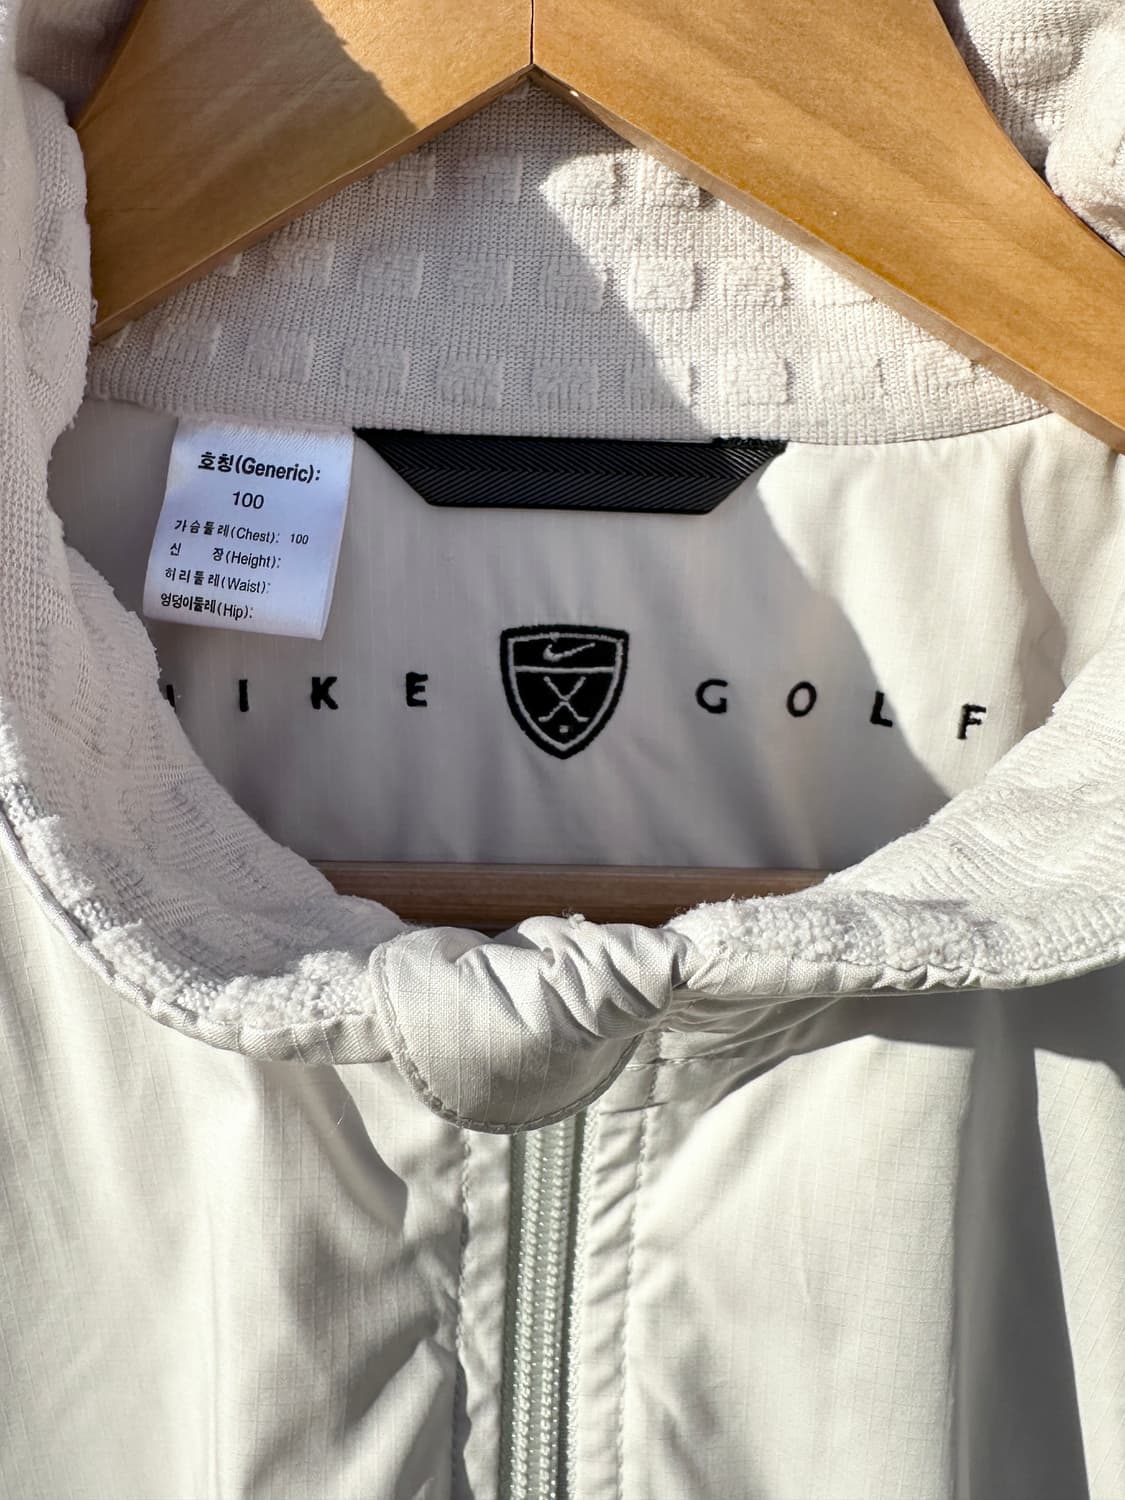 호칭(Generic):
100
가슴둘레(Chest): 100
신 장(Height):
허리둘레(Waist):
엉덩이둘레(Hip):
NIKE GOLF